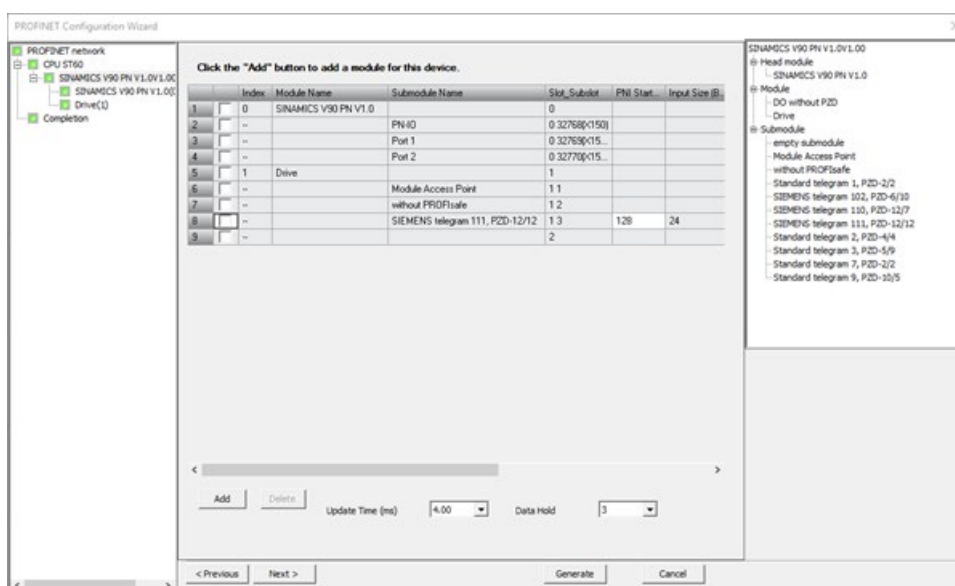 PROFINET Configuration Wizard
PROFINET network
CPU ST60
SINAMICS V90 PN V1.0V1.00
SINAMICS V90 PN V1.0(0
Drive(1)
Completion
Click the "Add" button to add a module for this device.
Index Module Name Submodule Name Slot_Subslot PNI Start... Input Size (B...
1 0 SINAMICS V90 PN V1.0 0
2 -- PN-IO 0 32768(X150)
3 -- Port 1 0 32769(X15...
4 -- Port 2 0 32770(X15...
5 1 Drive 1
6 -- Module Access Point 1 1
7 -- without PROFIsafe 1 2
8 -- SIEMENS telegram 111, PZD-12/12 1 3 128 24
9 -- 2
Add Delete Update Time (ms) 4.00 Data Hold 3
< Previous Next > Generate Cancel
SINAMICS V90 PN V1.0V1.00
Head module
SINAMICS V90 PN V1.0
Module
DO without PZD
Drive
Submodule
empty submodule
Module Access Point
without PROFIsafe
Standard telegram 1, PZD-2/2
SIEMENS telegram 102, PZD-6/10
SIEMENS telegram 110, PZD-12/7
SIEMENS telegram 111, PZD-12/12
Standard telegram 2, PZD-4/4
Standard telegram 3, PZD-5/9
Standard telegram 7, PZD-2/2
Standard telegram 9, PZD-10/5